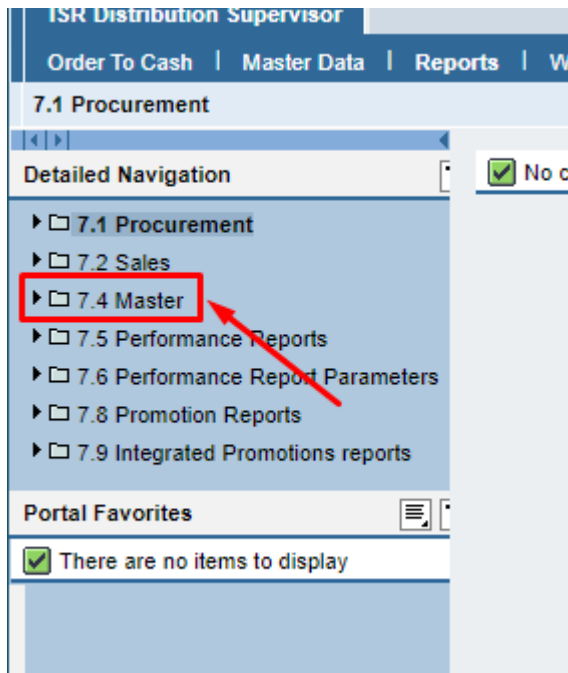 ISR Distribution Supervisor
Order To Cash | Master Data | Reports | W
7.1 Procurement
Detailed Navigation
No c
7.1 Procurement
7.2 Sales
7.4 Master
7.5 Performance Reports
7.6 Performance Report Parameters
7.8 Promotion Reports
7.9 Integrated Promotions reports
Portal Favorites
There are no items to display